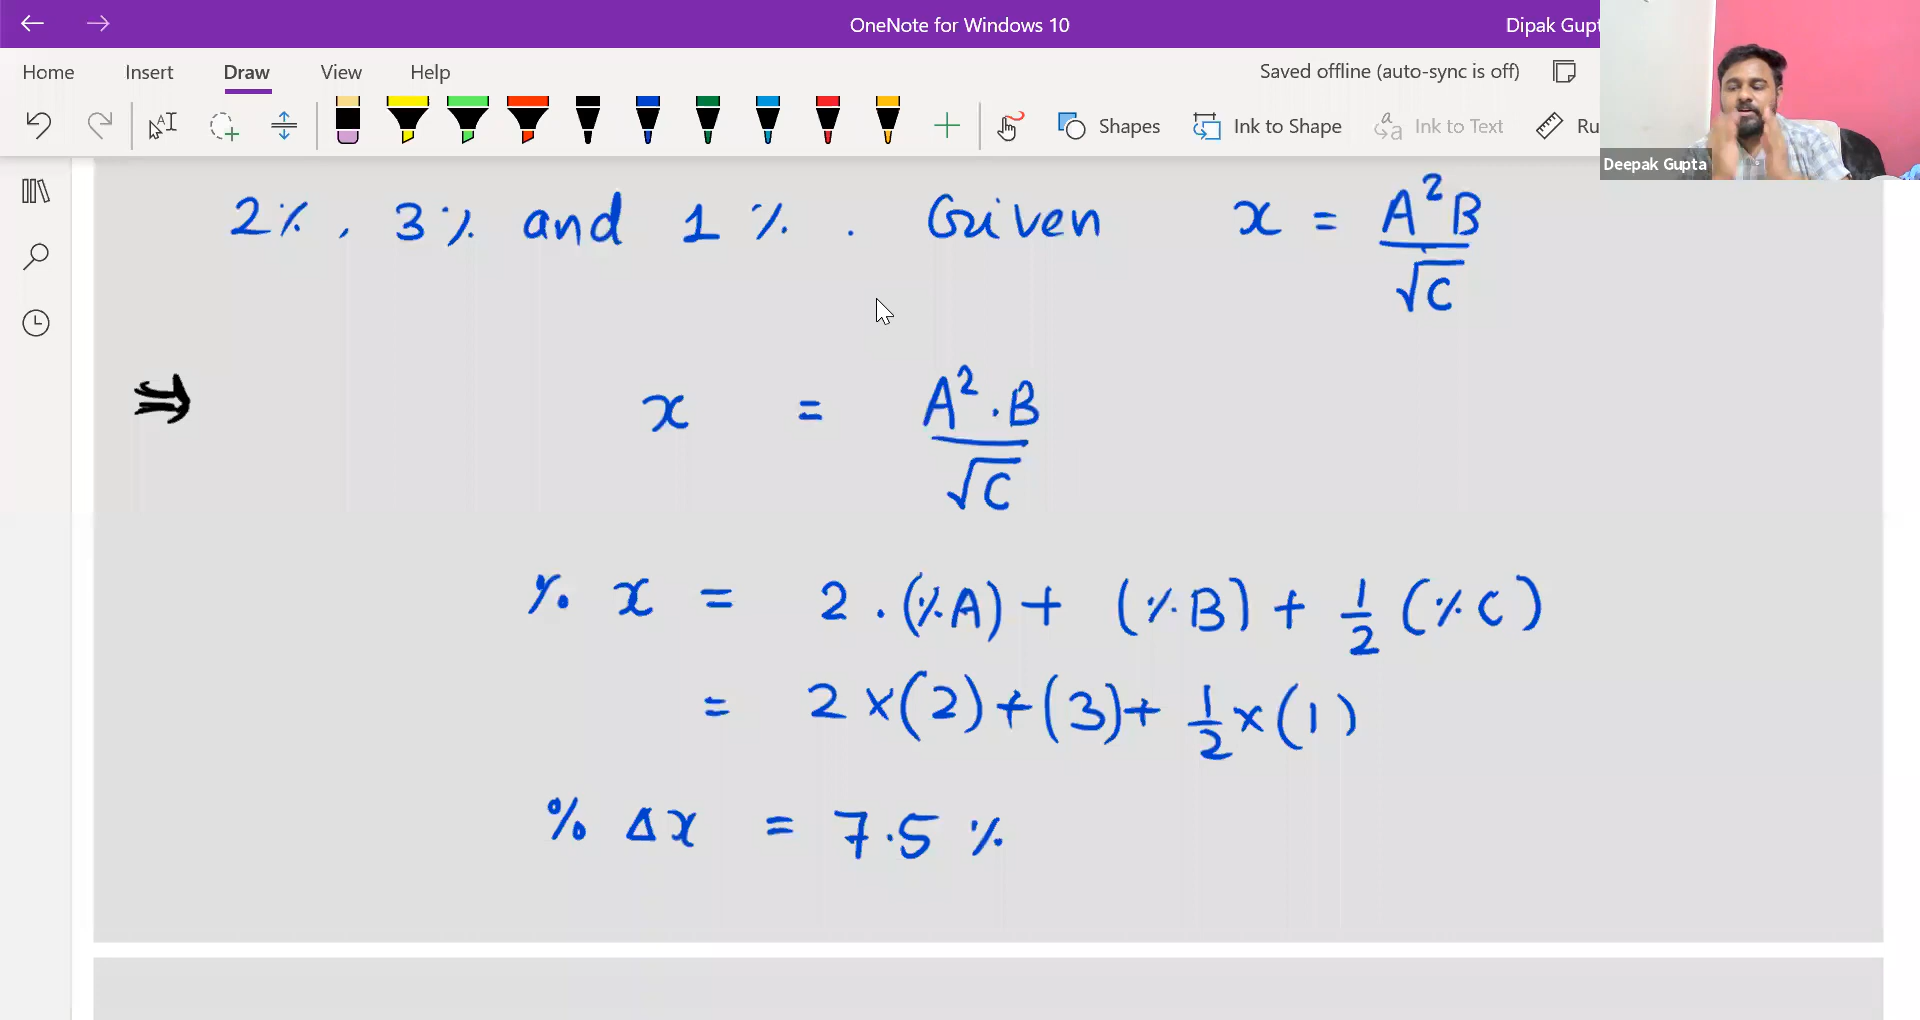 OneNote for Windows 10
Dipak Gupt
Home Insert Draw View Help
Saved offline (auto-sync is off)
Shapes Ink to Shape Ink to Text Ru
Deepak Gupta
2%, 3% and 1%. Given x = A²B/√C
⇒ x = A².B/√C
% x = 2.(%A) + (%B) + 1/2 (%C)
= 2×(2)+(3)+ 1/2×(1)
% Δx = 7.5 %